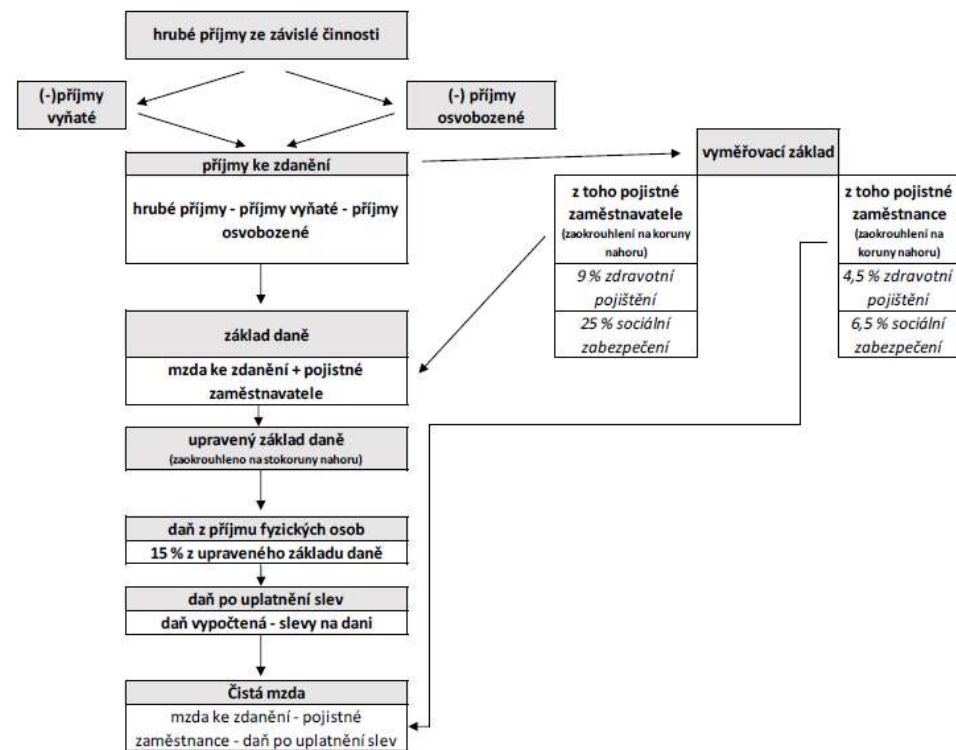 hrubé příjmy ze závislé činnosti
(-)příjmy
vyňaté
(-) příjmy
osvobozené
příjmy ke zdanění
hrubé příjmy - příjmy vyňaté - příjmy
osvobozené
vyměřovací základ
z toho pojistné
zaměstnavatele
(zaokrouhlení na koruny
nahoru)
9 % zdravotní
pojištění
25 % sociální
zabezpečení
z toho pojistné
zaměstnance
(zaokrouhlení na
koruny nahoru)
4,5 % zdravotní
pojištění
6,5 % sociální
zabezpečení
základ daně
mzda ke zdanění + pojistné
zaměstnavatele
upravený základ daně
(zaokrouhleno na stokoruny nahoru)
daň z příjmu fyzických osob
15 % z upraveného základu daně
daň po uplatnění slev
daň vypočtená - slevy na dani
Čistá mzda
mzda ke zdanění - pojistné
zaměstnance - daň po uplatnění slev